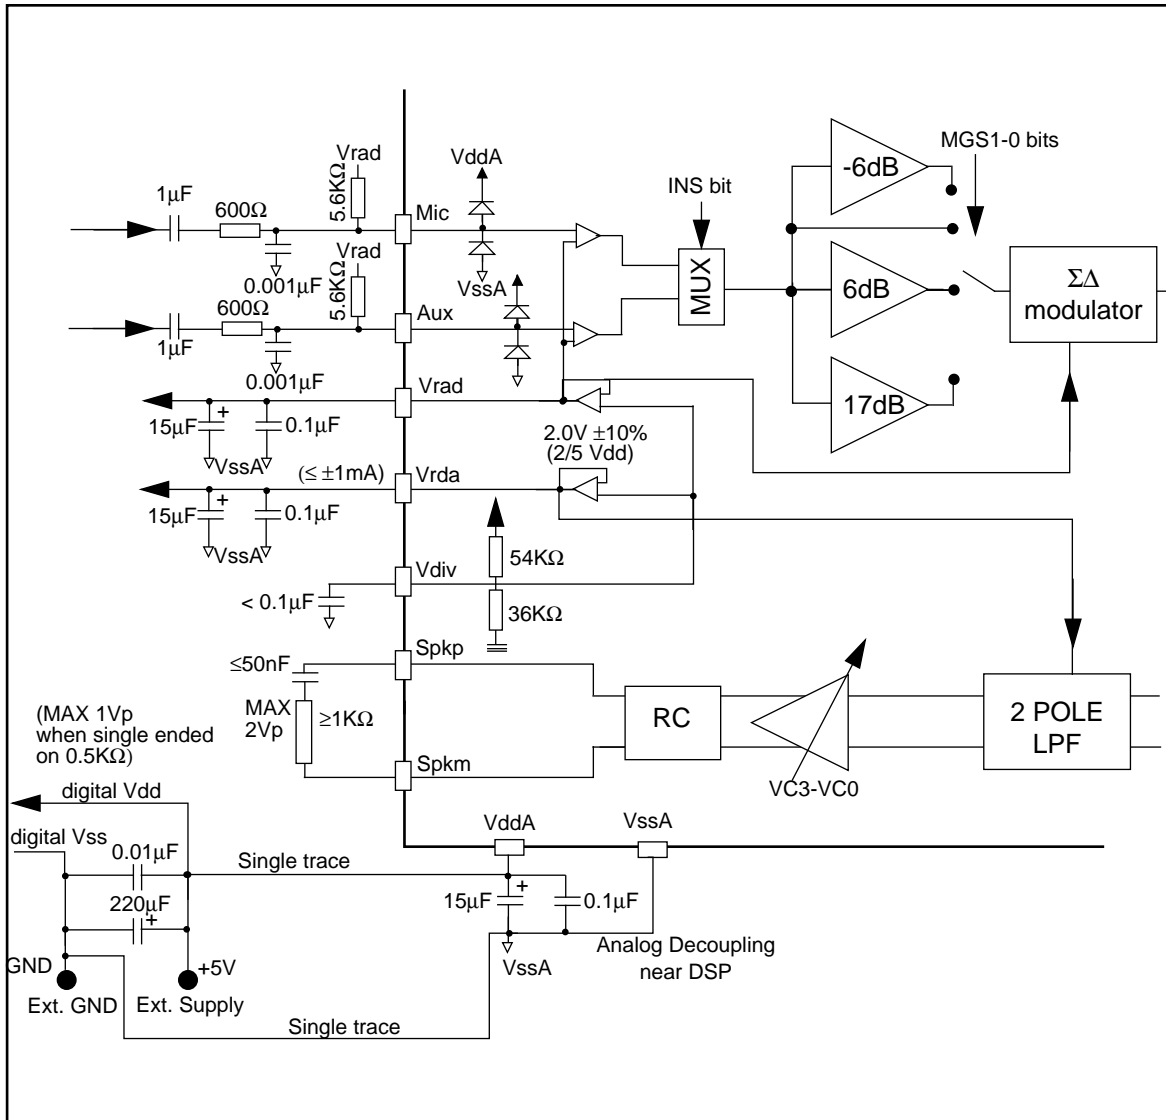 MGS1-0 bits
-6dB
VddA
Vrad
INS bit
1μF
600Ω
5.6KΩ
Mic
0.001μF
Vrad
5.6KΩ
VssA
MUX
6dB
ΣΔ
modulator
600Ω
Aux
1μF
0.001μF
Vrad
17dB
15μF
+
0.1μF
2.0V ±10%
(2/5 Vdd)
VssA
(≤ ±1mA)
Vrda
15μF
+
0.1μF
VssA
54KΩ
Vdiv
< 0.1μF
36KΩ
Spkp
≤50nF
MAX
2Vp
≥1KΩ
RC
2 POLE
LPF
(MAX 1Vp
when single ended
on 0.5KΩ)
Spkm
VC3-VC0
digital Vdd
VddA
VssA
digital Vss
0.01μF
Single trace
220μF
+
15μF
+
0.1μF
Analog Decoupling
near DSP
VssA
GND
+5V
Ext. GND
Ext. Supply
Single trace